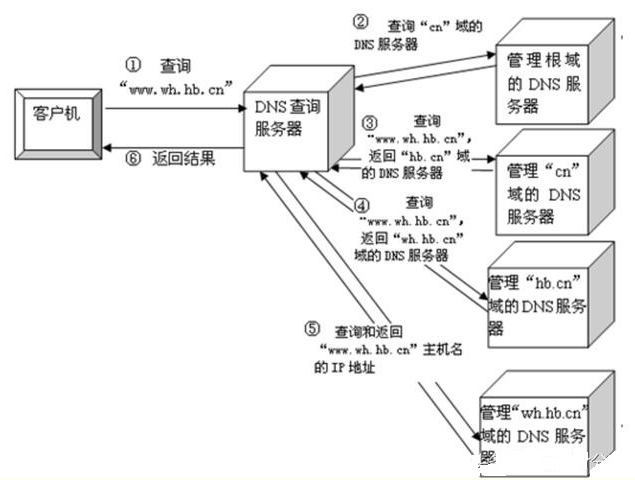 ① 查询
“www.wh.hb.cn”
客户机
⑥ 返回结果
DNS 查询
服务器
② 查询“cn”域的
DNS 服务器
管理根域
的 DNS 服
务器
③ 查询
“www.wh.hb.cn”,
返回“hb.cn”域
的 DNS 服务器
管理“cn”
域的 DNS
服务器
④ 查询
“www.wh.hb.cn”,
返回“wh.hb.cn”
域的 DNS 服务器
管理“hb.cn”
域的 DNS服务
器
⑤ 查询和返回
“www.wh.hb.cn”主机名
的 IP 地址
管理“wh.hb.cn”
域的 DNS 服务
器